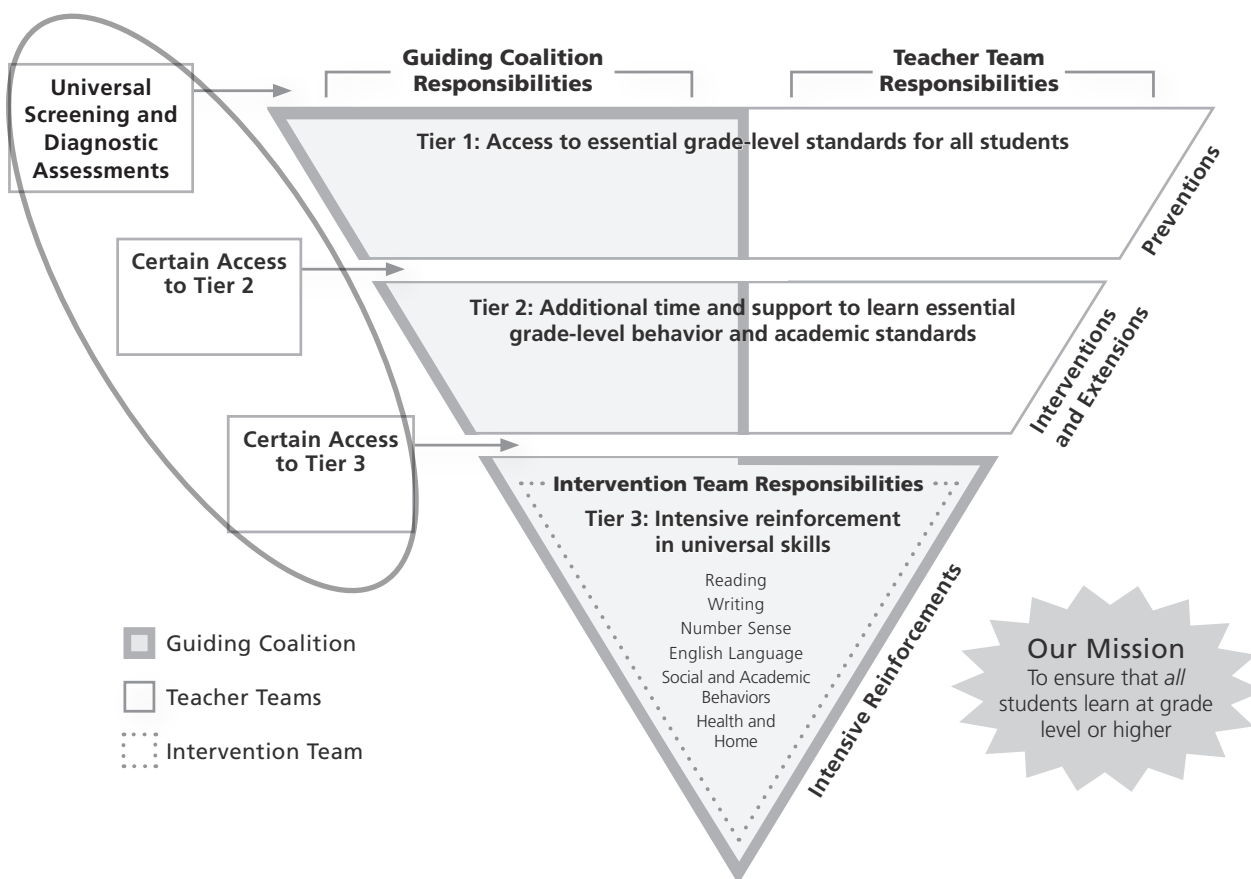 Guiding Coalition
Responsibilities
Teacher Team
Responsibilities
Universal
Screening and
Diagnostic
Assessments
Tier 1: Access to essential grade-level standards for all students
Preventions
Certain Access
to Tier 2
Tier 2: Additional time and support to learn essential
grade-level behavior and academic standards
Interventions
and Extensions
Certain Access
to Tier 3
Intervention Team Responsibilities
Tier 3: Intensive reinforcement
in universal skills
Reading
Writing
Number Sense
English Language
Social and Academic
Behaviors
Health and
Home
Intensive Reinforcements
Guiding Coalition
Teacher Teams
Intervention Team
Our Mission
To ensure that all
students learn at grade
level or higher